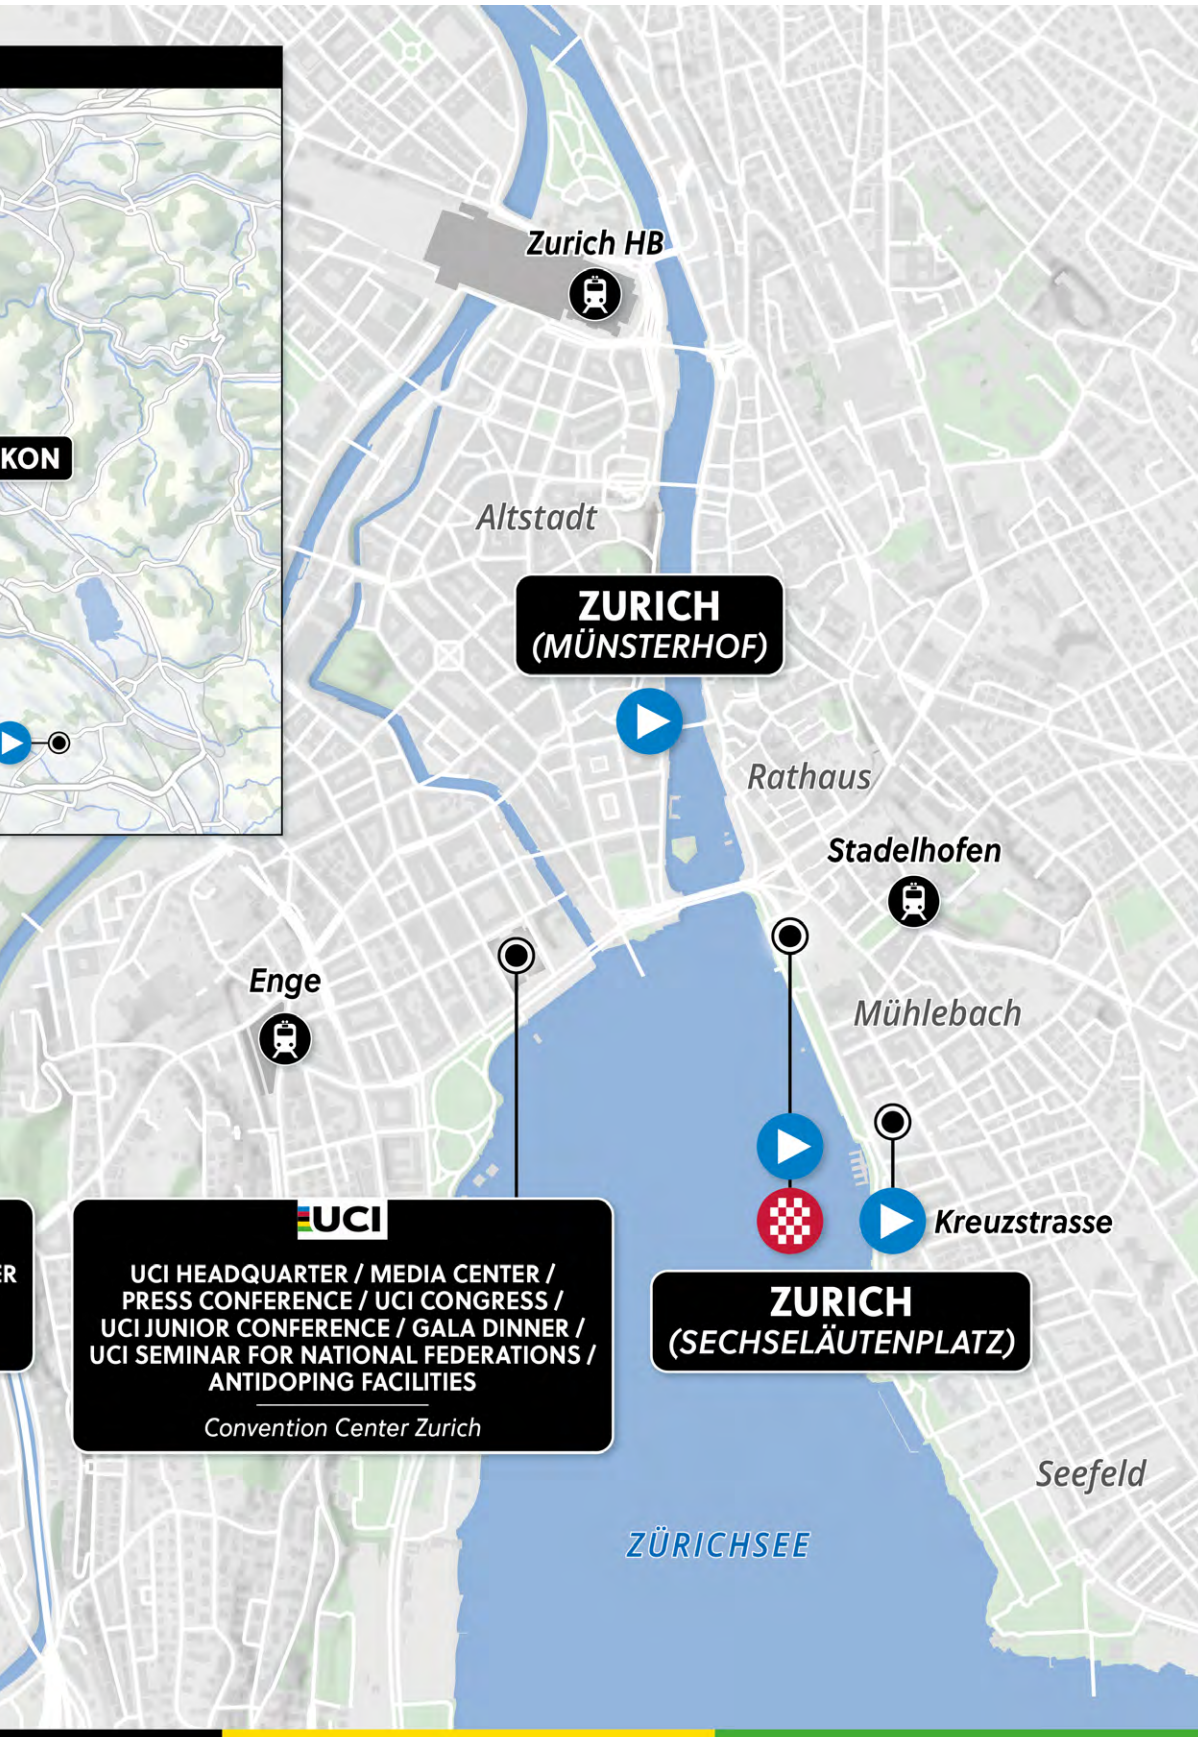 Zurich HB
KON
Altstadt
ZURICH
(MÜNSTERHOF)
Rathaus
Stadelhofen
Enge
Mühlebach
UCI
UCI HEADQUARTER / MEDIA CENTER /
PRESS CONFERENCE / UCI CONGRESS /
UCI JUNIOR CONFERENCE / GALA DINNER /
UCI SEMINAR FOR NATIONAL FEDERATIONS /
ANTIDOPING FACILITIES
Convention Center Zurich
ER
Kreuzstrasse
ZURICH
(SECHSELÄUTENPLATZ)
Seefeld
ZÜRICHSEE